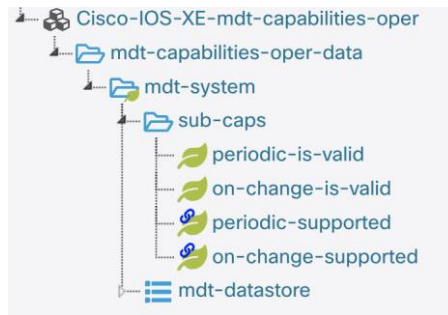 Cisco-IOS-XE-mdt-capabilities-oper
mdt-capabilities-oper-data
mdt-system
sub-caps
periodic-is-valid
on-change-is-valid
periodic-supported
on-change-supported
mdt-datastore